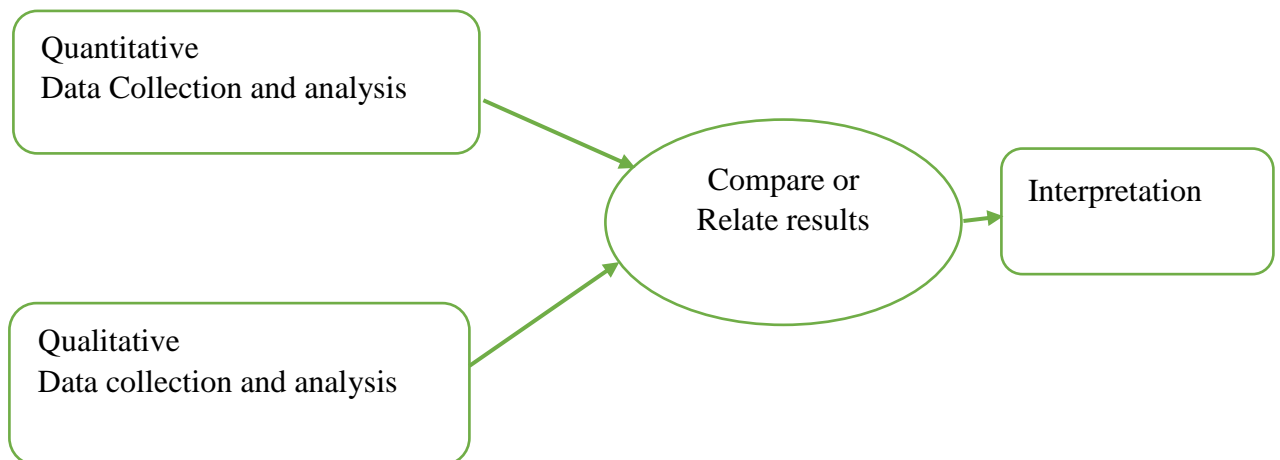 Quantitative
Data Collection and analysis
Compare or
Relate results
Interpretation
Qualitative
Data collection and analysis